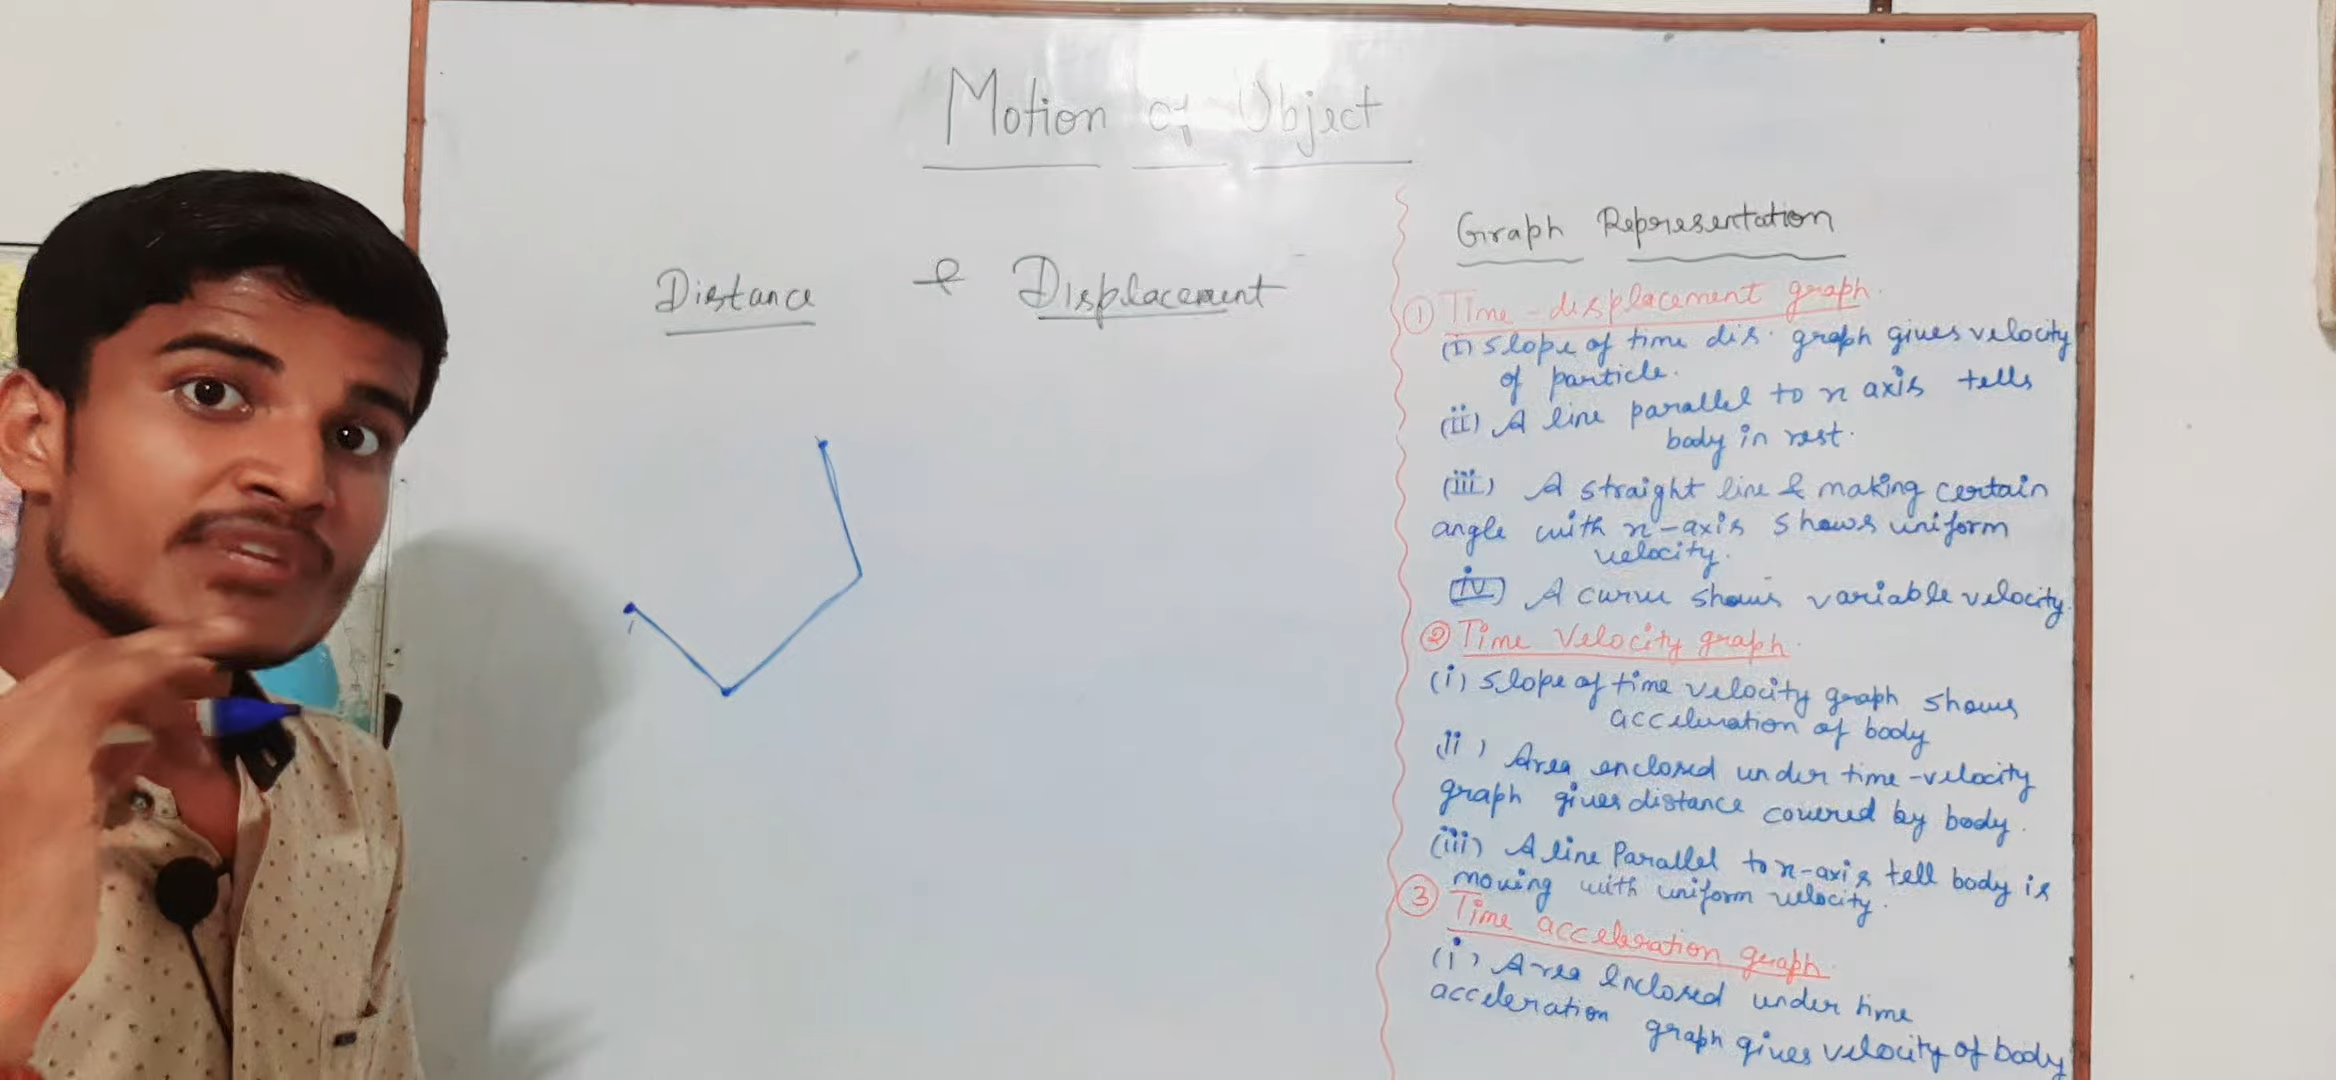 Motion of Object
Distance & Displacement
Graph Representation
① Time-displacement graph.
(i) Slope of time dis. graph gives velocity
of particle.
(ii) A line parallel to x axis tells
body in rest.
(iii) A straight line & making certain
angle with x-axis shows uniform
velocity.
(iv) A curve shows variable velocity.
② Time Velocity graph.
(i) Slope of time velocity graph shows
acceleration of body
(ii) Area enclosed under time-velocity
graph gives distance covered by body.
(iii) A line Parallel to x-axis tell body is
moving with uniform velocity.
③ Time acceleration graph.
(i) Area Enclosed under time
acceleration graph gives velocity of body